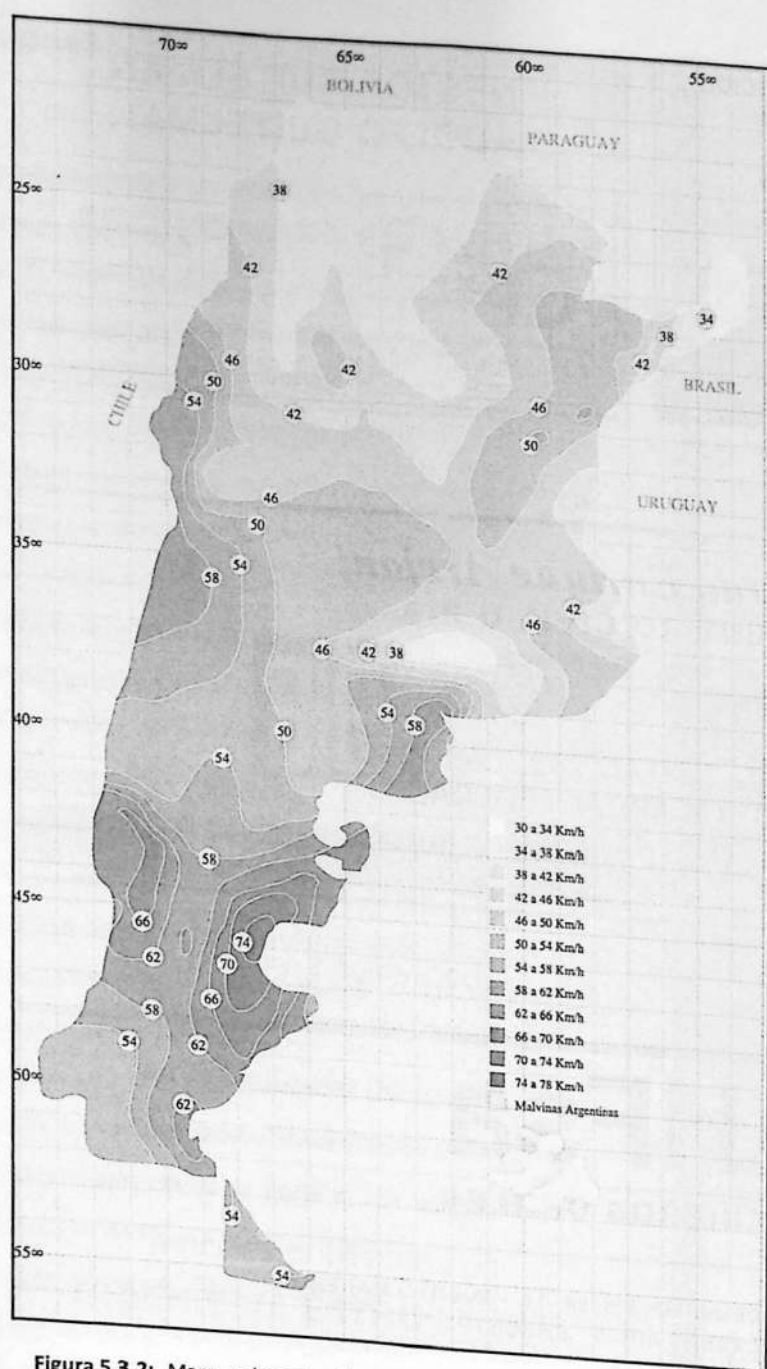 70∞ 65∞ 60∞ 55∞
BOLIVIA
PARAGUAY
25∞
38
42
42
34
38
30∞
46
42
42
50
BRASIL
54
42
46
CHILE
50
46
URUGUAY
50
35∞
54
58
42
46
46 42 38
54
58
40∞
50
54
30 a 34 Km/h
34 a 38 Km/h
38 a 42 Km/h
42 a 46 Km/h
46 a 50 Km/h
50 a 54 Km/h
54 a 58 Km/h
58 a 62 Km/h
62 a 66 Km/h
66 a 70 Km/h
70 a 74 Km/h
74 a 78 Km/h
Malvinas Argentinas
58
45∞
66
74
62
70
66
58
54
62
50∞
62
54
55∞
54
Figura 5.3.2: